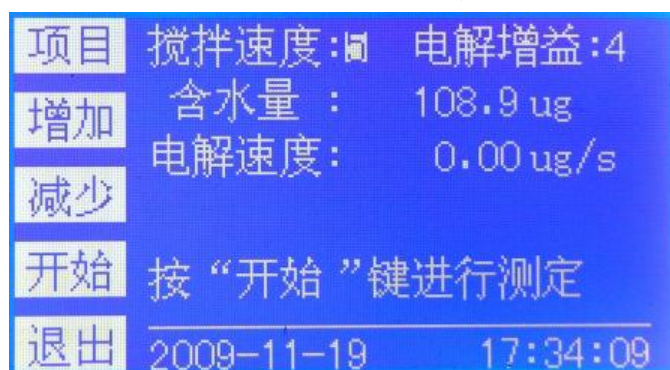 项目 搅拌速度: 电解增益:4
增加 含水量 : 108.9 ug
电解速度: 0.00 ug/s
减少
开始 按“开始”键进行测定
退出 2009-11-19 17:34:09